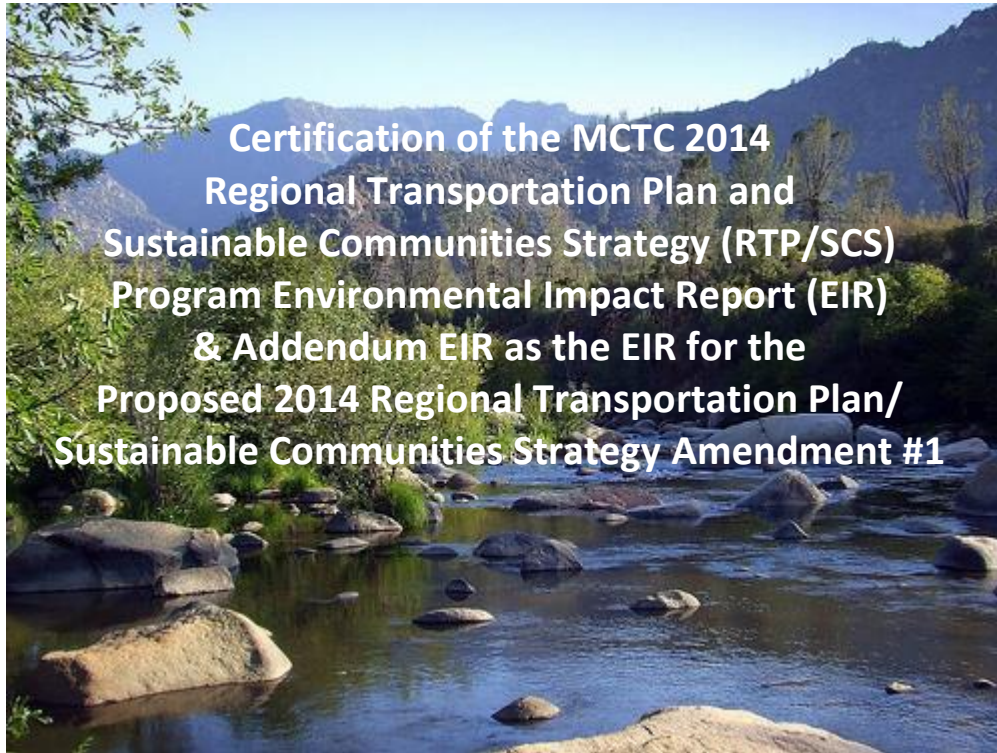 Certification of the MCTC 2014
Regional Transportation Plan and
Sustainable Communities Strategy (RTP/SCS)
Program Environmental Impact Report (EIR)
& Addendum EIR as the EIR for the
Proposed 2014 Regional Transportation Plan/
Sustainable Communities Strategy Amendment #1